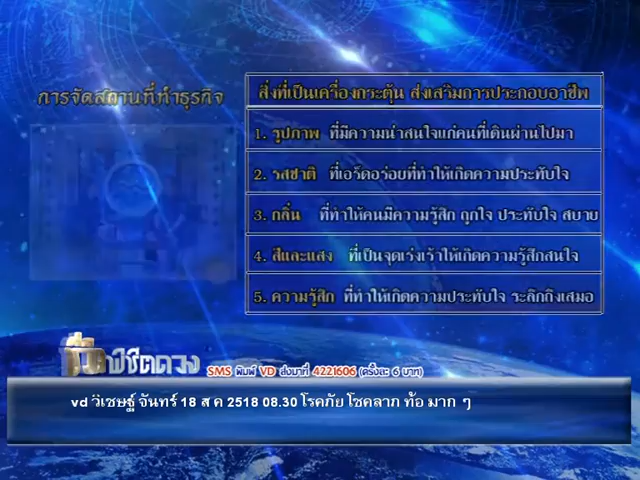 การจัดสถานที่ทำธุรกิจ
สิ่งที่เป็นเครื่องกระตุ้น ส่งเสริมการประกอบอาชีพ
1. รูปภาพ ที่มีความน่าสนใจแก่คนที่เดินผ่านไปมา
2. รสชาติ ที่เอร็ดอร่อยที่ทำให้เกิดความประทับใจ
3. กลิ่น ที่ทำให้คนมีความรู้สึก ถูกใจ ประทับใจ สบาย
4. สีและแสง ที่เป็นจุดเร่งเร้าให้เกิดความรู้สึกสนใจ
5. ความรู้สึก ที่ทำให้เกิดความประทับใจ ระลึกถึงเสมอ
พิชิตดวง
SMS พิมพ์ VD ส่งมาที่ 4221606 (ครั้งละ 6 บาท)
vd วิเชษฐ์ จันทร์ 18 ส ค 2518 08.30 โรคภัย โชคลาภ ท้อ มาก ๆ